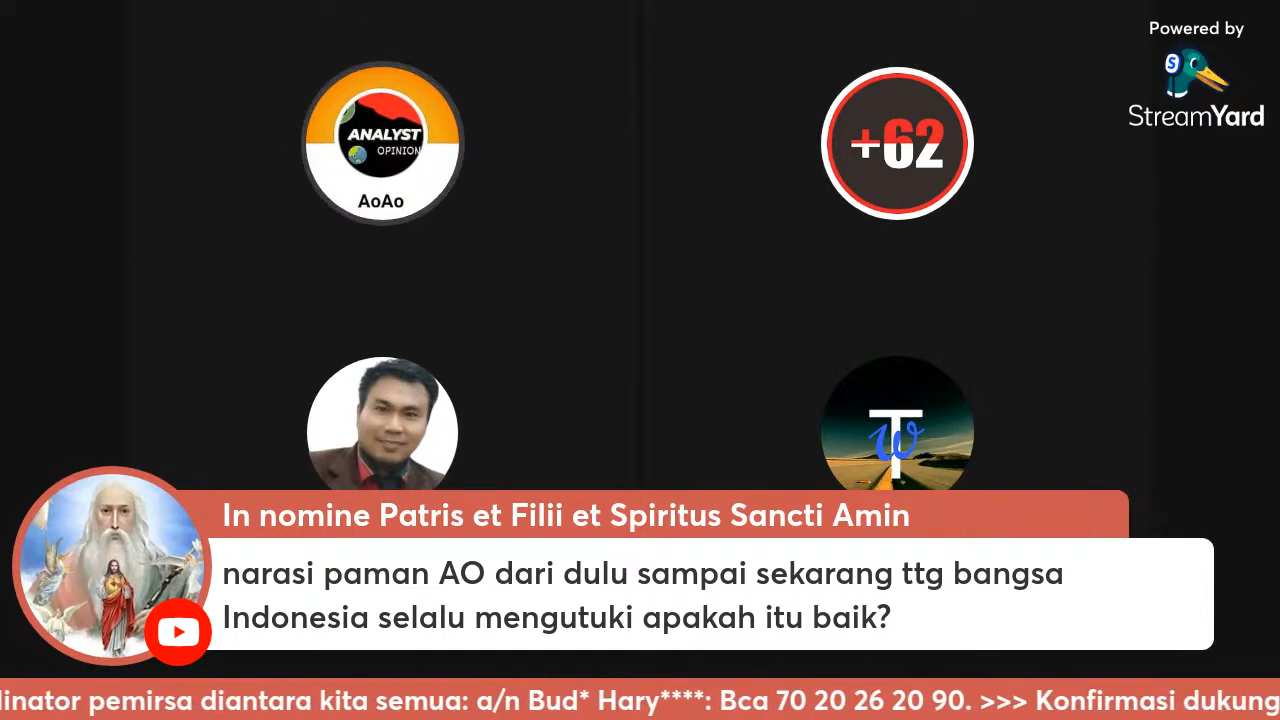 Powered by
S
StreamYard
ANALYST
OPINION
AoAo
+62
T
w
In nomine Patris et Filii et Spiritus Sancti Amin
narasi paman AO dari dulu sampai sekarang ttg bangsa
Indonesia selalu mengutuki apakah itu baik?
linator pemirsa diantara kita semua: a/n Bud* Hary****: Bca 70 20 26 20 90. >>> Konfirmasi dukung